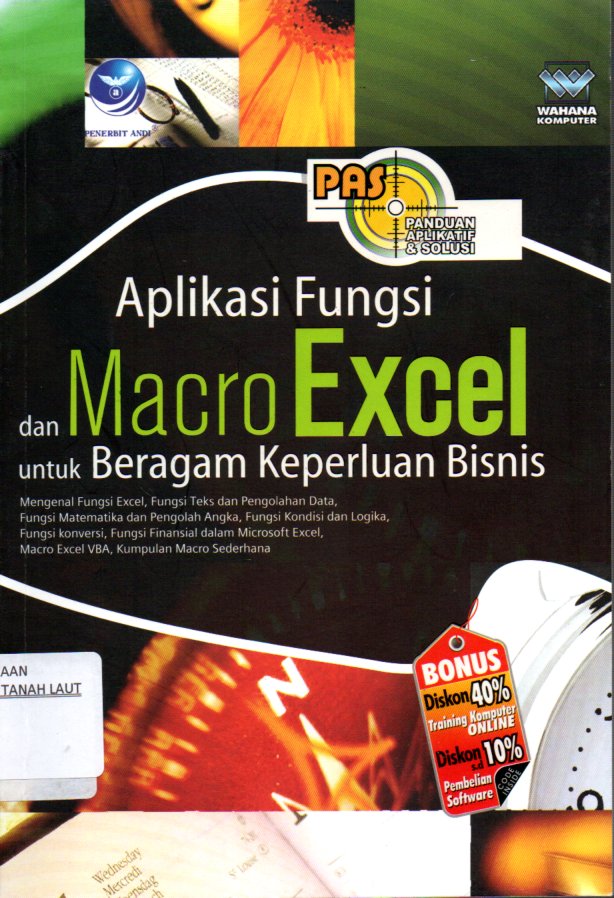 PENERBIT ANDI®
WAHANA
KOMPUTER
PAS
PANDUAN
APLIKATIF
& SOLUSI
Aplikasi Fungsi
dan Macro Excel
untuk Beragam Keperluan Bisnis
Mengenal Fungsi Excel, Fungsi Teks dan Pengolahan Data,
Fungsi Matematika dan Pengolah Angka, Fungsi Kondisi dan Logika,
Fungsi konversi, Fungsi Finansial dalam Microsoft Excel,
Macro Excel VBA, Kumpulan Macro Sederhana
AAN
TANAH LAUT
BONUS
Diskon 40%
Training Komputer
ONLINE
Diskon s.d 10%
Pembelian
Software
CODE
INSIDE
N
A
Wednesday
Mercredi